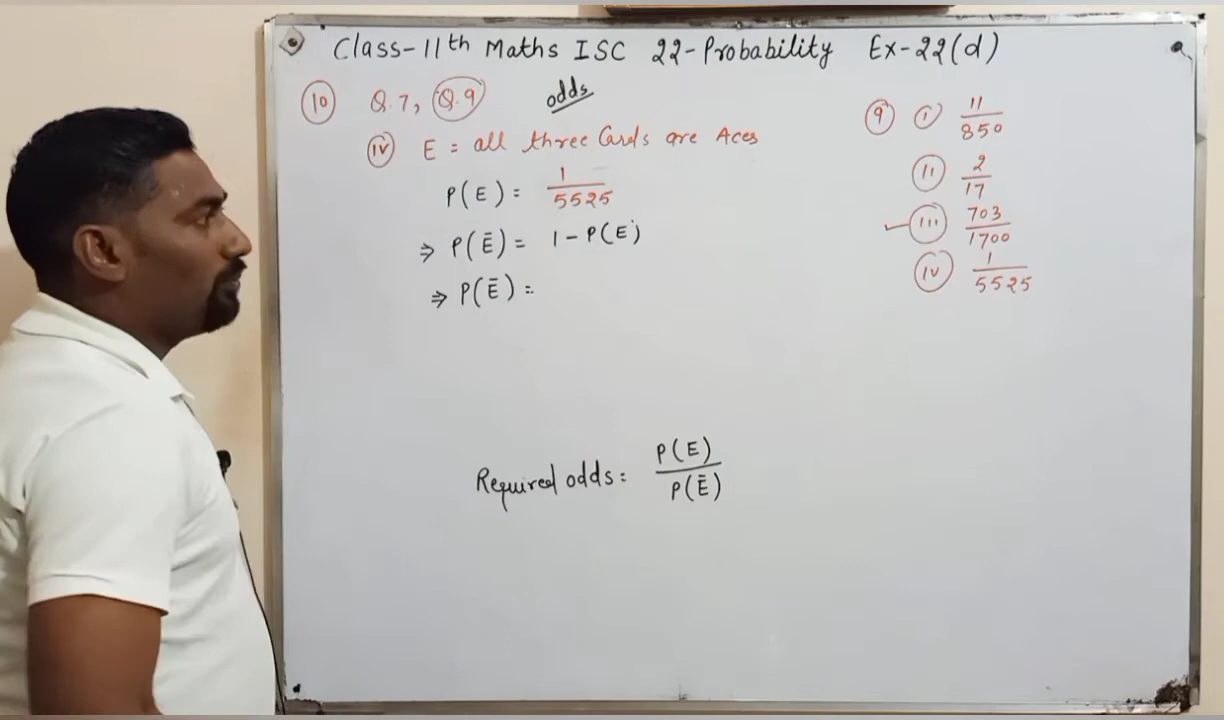 Class-11th Maths ISC 22-Probability Ex-22(d)
(10) Q.7, Q.9 odds
(iv) E = all three Cards are Aces
P(E) = 1/5525
⇒ P(Ē) = 1 - P(E)
⇒ P(Ē) =
Required odds = P(E)/P(Ē)
(9) (i) 11/850
(ii) 2/17
(iii) 703/1700
(iv) 1/5525